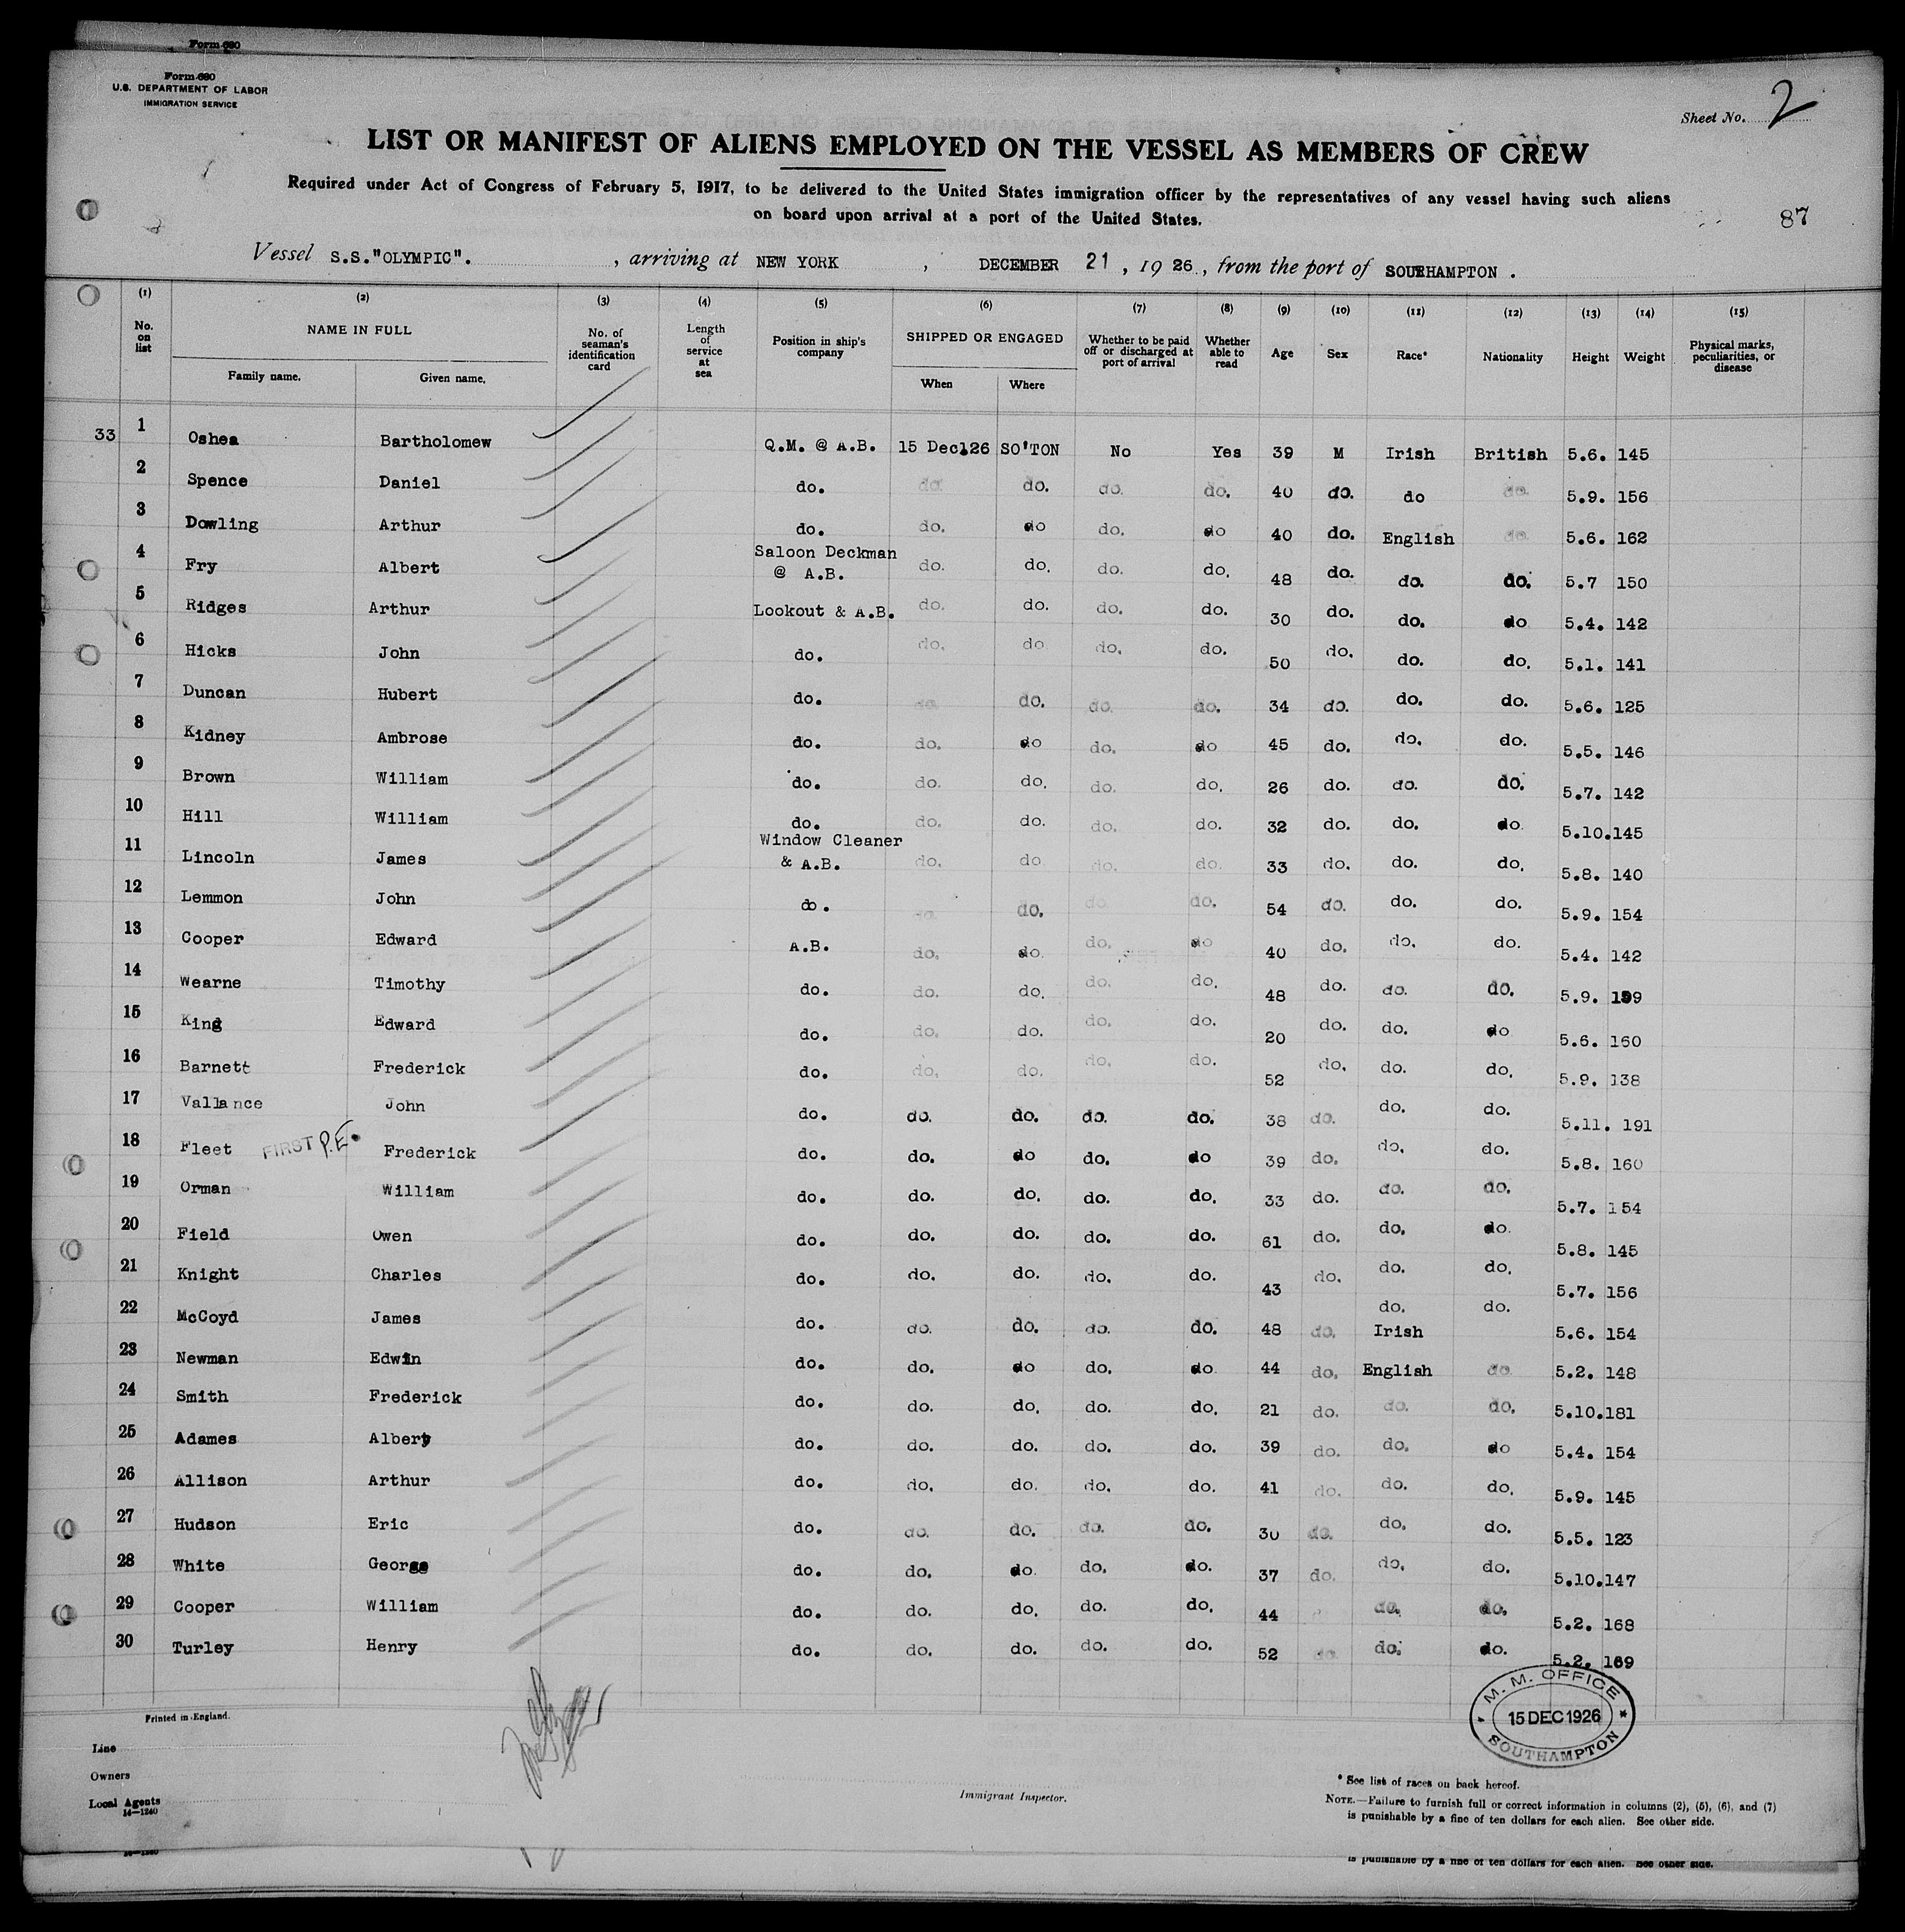 Form 680
Form 680
U.S. DEPARTMENT OF LABOR
IMMIGRATION SERVICE
Sheet No. 2
LIST OR MANIFEST OF ALIENS EMPLOYED ON THE VESSEL AS MEMBERS OF CREW
Required under Act of Congress of February 5, 1917, to be delivered to the United States immigration officer by the representatives of any vessel having such aliens
on board upon arrival at a port of the United States.
87
Vessel S.S."OLYMPIC". , arriving at NEW YORK , DECEMBER 21 , 19 26 , from the port of SOUTHAMPTON .
(1) (2) (3) (4) (5) (6) (7) (8) (9) (10) (11) (12) (13) (14) (15)
No. on list NAME IN FULL Family name. Given name. No. of seaman's identification card Length of service at sea Position in ship's company SHIPPED OR ENGAGED When Where Whether to be paid off or discharged at port of arrival Whether able to read Age Sex Race* Nationality Height Weight Physical marks, peculiarities, or disease
33 1 Oshea Bartholomew Q.M. @ A.B. 15 Dec 26 SO'TON No Yes 39 M Irish British 5.6. 145
2 Spence Daniel do. do. do. do. do. 40 do. do do. 5.9. 156
3 Dowling Arthur do. do. do do. do 40 do. English do. 5.6. 162
4 Fry Albert Saloon Deckman @ A.B. do. do. do. do. 48 do. do. do. 5.7 150
5 Ridges Arthur Lookout & A.B. do. do. do. do. 30 do. do. do 5.4. 142
6 Hicks John do. do. do do. do. 50 do. do. do. 5.1. 141
7 Duncan Hubert do. do. do. do. do. 34 do. do. do. 5.6. 125
8 Kidney Ambrose do. do. do do. do 45 do. do. do. 5.5. 146
9 Brown William do. do. do. do. do. 26 do. do. do. 5.7. 142
10 Hill William do. do. do. do. do. 32 do. do. do. 5.10. 145
11 Lincoln James Window Cleaner & A.B. do. do do. do. 33 do. do. do. 5.8. 140
12 Lemmon John do. do. do. do. do. 54 do. do. do. 5.9. 154
13 Cooper Edward A.B. do. do. do. do 40 do. do. do. 5.4. 142
14 Wearne Timothy do. do. do. do. do. 48 do. do. do. 5.9.
15 King Edward do. do. do. do. do. 20 do. do. do 5.6. 160
16 Barnett Frederick do. do. do. do. do. 52 do. do. do. 5.9. 138
17 Vallance John do. do. do. do. do. 38 do. do. do. 5.11. 191
18 Fleet FIRST P.E. Frederick do. do. do do. do 39 do. do. do. 5.8. 160
19 Orman William do. do. do. do. do. 33 do. do. do. 5.7. 154
20 Field Owen do. do. do. do. do. 61 do. do. do. 5.8. 145
21 Knight Charles do. do. do. do. do. 43 do. do. do. 5.7. 156
do. do.
22 McCoyd James do. do. do. do. do. 48 do. Irish 5.6. 154
23 Newman Edwin do. do. do do. do 44 do. English do 5.2. 148
24 Smith Frederick do. do. do. do. do. 21 do. do. do. 5.10. 181
25 Adames Albert do. do. do. do. do. 39 do. do. do 5.4. 154
26 Allison Arthur do. do. do. do. do. 41 do. do. do. 5.9. 145
27 Hudson Eric do. do. do. do. do. 30 do. do. do. 5.5. 123
28 White George do. do. do. do. do. 37 do. do. do. 5.10. 147
29 Cooper William do. do. do. do. do. 44 do. do. 5.2. 168
30 Turley Henry do. do. do. do. do. 52 do. do. do. 5.2. 169
M. M. OFFICE
15 DEC 1926
SOUTHAMPTON
Printed in England.
Line
Owners
Local Agents
14—1240
Immigrant Inspector.
* See list of races on back hereof.
NOTE.—Failure to furnish full or correct information in columns (2), (5), (6), and (7)
is punishable by a fine of ten dollars for each alien. See other side.
14—1240
is punishable by a fine of ten dollars for each alien. See other side.